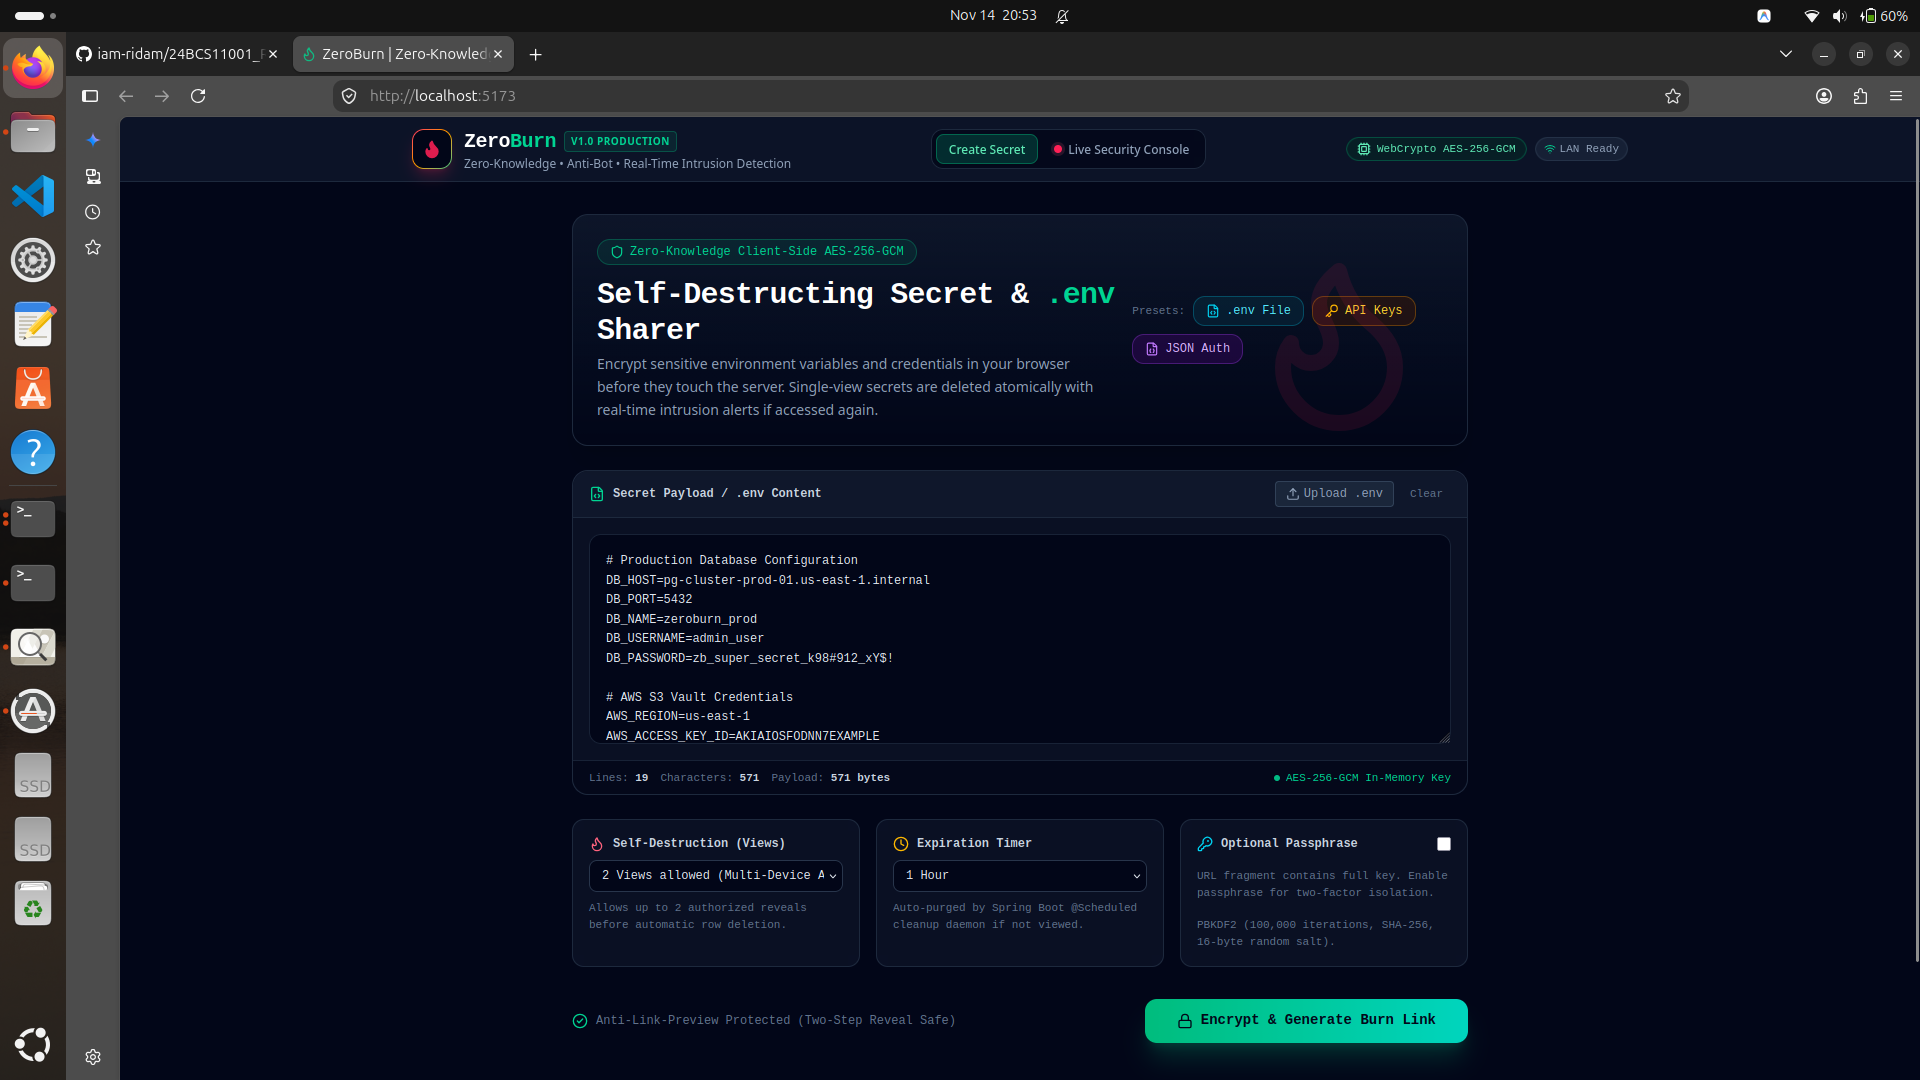 Nov 14 20:53
60%
iam-ridam/24BCS11001_
ZeroBurn | Zero-Knowled
http://localhost:5173
ZeroBurn
V1.0 PRODUCTION
Zero-Knowledge • Anti-Bot • Real-Time Intrusion Detection
Create Secret
Live Security Console
WebCrypto AES-256-GCM
LAN Ready
Zero-Knowledge Client-Side AES-256-GCM
Self-Destructing Secret & .env
Sharer
Encrypt sensitive environment variables and credentials in your browser
before they touch the server. Single-view secrets are deleted atomically with
real-time intrusion alerts if accessed again.
Presets:
.env File
API Keys
JSON Auth
Secret Payload / .env Content
Upload .env
Clear
# Production Database Configuration
DB_HOST=pg-cluster-prod-01.us-east-1.internal
DB_PORT=5432
DB_NAME=zeroburn_prod
DB_USERNAME=admin_user
DB_PASSWORD=zb_super_secret_k98#912_xY$!
# AWS S3 Vault Credentials
AWS_REGION=us-east-1
AWS_ACCESS_KEY_ID=AKIAIOSFODNN7EXAMPLE
Lines: 19 Characters: 571 Payload: 571 bytes
AES-256-GCM In-Memory Key
Self-Destruction (Views)
2 Views allowed (Multi-Device A
Allows up to 2 authorized reveals
before automatic row deletion.
Expiration Timer
1 Hour
Auto-purged by Spring Boot @Scheduled
cleanup daemon if not viewed.
Optional Passphrase
URL fragment contains full key. Enable
passphrase for two-factor isolation.
PBKDF2 (100,000 iterations, SHA-256,
16-byte random salt).
Anti-Link-Preview Protected (Two-Step Reveal Safe)
Encrypt & Generate Burn Link
SSD
SSD